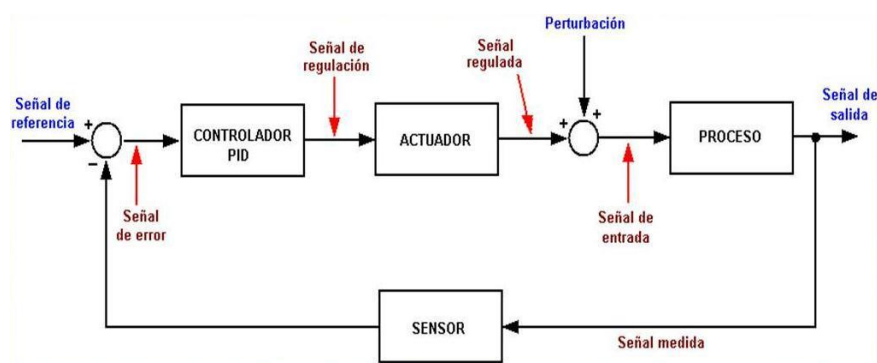 Perturbación
Señal de
regulación
Señal
regulada
Señal de
referencia
+
−
CONTROLADOR
PID
ACTUADOR
+
+
PROCESO
Señal de
salida
Señal
de error
Señal de
entrada
SENSOR
Señal medida